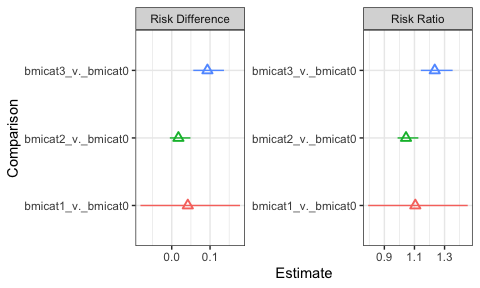 Risk Difference
Risk Ratio
Comparison
bmicat3_v._bmicat0
bmicat2_v._bmicat0
bmicat1_v._bmicat0
bmicat3_v._bmicat0
bmicat2_v._bmicat0
bmicat1_v._bmicat0
0.0 0.1
0.9 1.1 1.3
Estimate